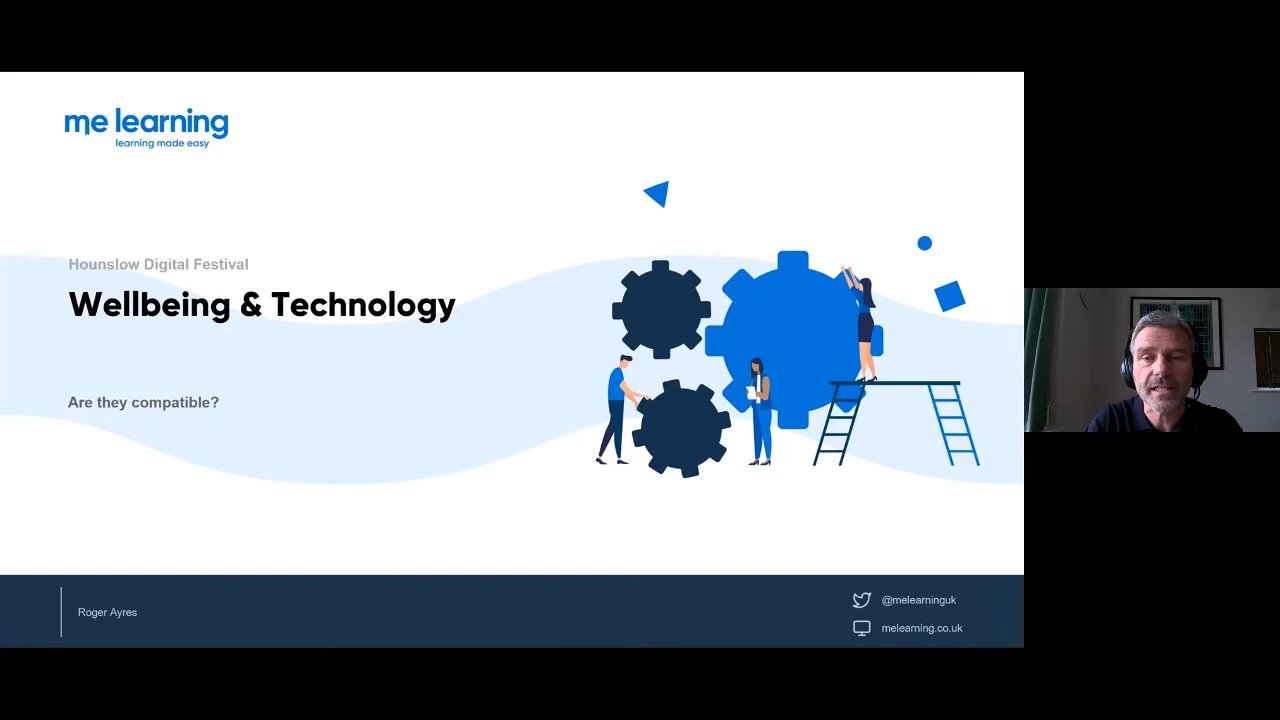 me learning
learning made easy
Hounslow Digital Festival
Wellbeing & Technology
Are they compatible?
Roger Ayres
@melearninguk
melearning.co.uk